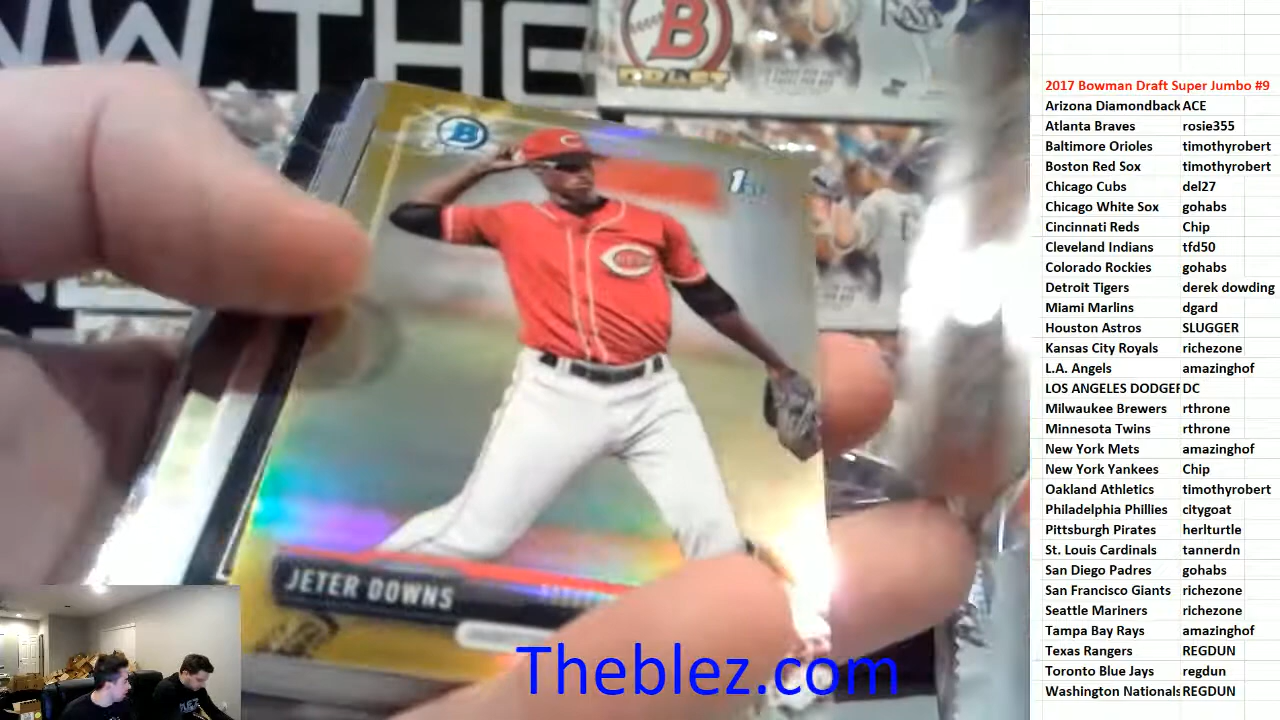 W THE
B
RAYS
B
1st
C
REDS
JETER DOWNS
Theblez.com
2017 Bowman Draft Super Jumbo #9
Arizona Diamondback ACE
Atlanta Braves rosie355
Baltimore Orioles timothyrobert
Boston Red Sox timothyrobert
Chicago Cubs del27
Chicago White Sox gohabs
Cincinnati Reds Chip
Cleveland Indians tfd50
Colorado Rockies gohabs
Detroit Tigers derek dowding
Miami Marlins dgard
Houston Astros SLUGGER
Kansas City Royals richezone
L.A. Angels amazinghof
LOS ANGELES DODGER DC
Milwaukee Brewers rthrone
Minnesota Twins rthrone
New York Mets amazinghof
New York Yankees Chip
Oakland Athletics timothyrobert
Philadelphia Phillies citygoat
Pittsburgh Pirates herlturtle
St. Louis Cardinals tannerdn
San Diego Padres gohabs
San Francisco Giants richezone
Seattle Mariners richezone
Tampa Bay Rays amazinghof
Texas Rangers REGDUN
Toronto Blue Jays regdun
Washington Nationals REGDUN